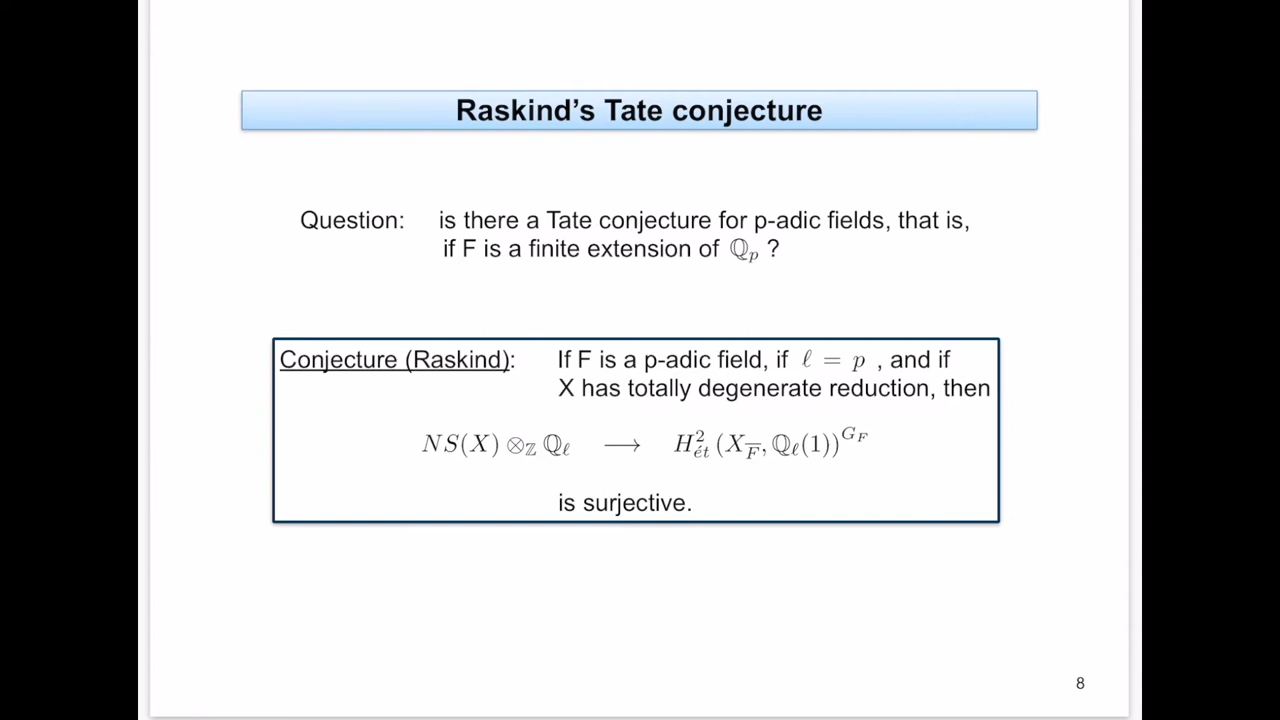 Raskind's Tate conjecture
Question: is there a Tate conjecture for p-adic fields, that is,
if F is a finite extension of ℚ_p ?
Conjecture (Raskind): If F is a p-adic field, if ℓ = p , and if
X has totally degenerate reduction, then
NS(X) ⊗_ℤ ℚ_ℓ ⟶ H²_ét (X_F̅, ℚ_ℓ(1))^{G_F}
is surjective.
8